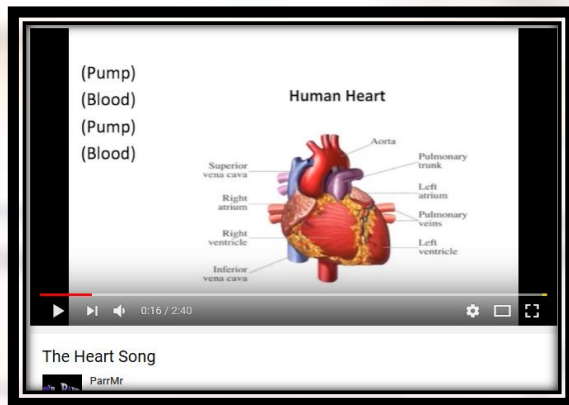 (Pump)
(Blood)
(Pump)
(Blood)
Human Heart
Aorta
Pulmonary
trunk
Superior
vena cava
Left
atrium
Right
atrium
Pulmonary
veins
Right
ventricle
Left
ventricle
Inferior
vena cava
0:16 / 2:40
The Heart Song
ParrMr